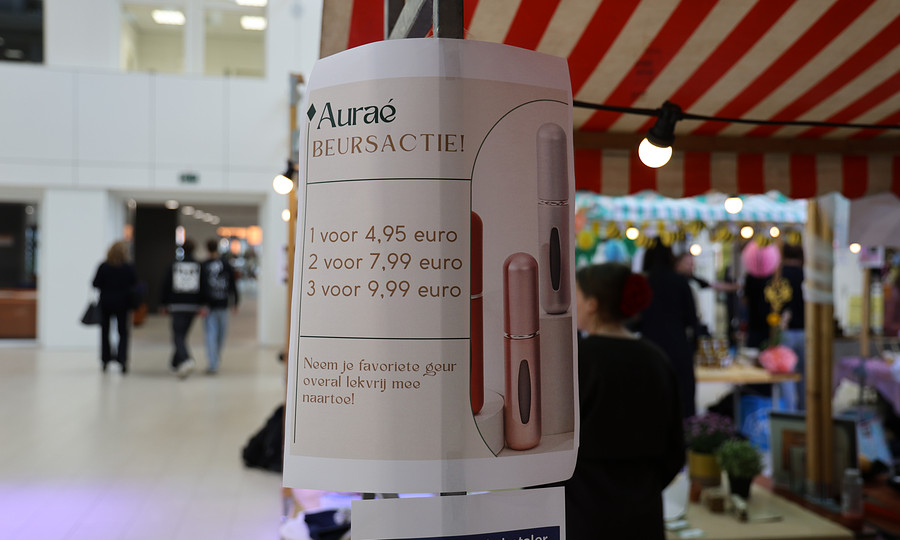 Auraé
BEURSACTIE!
1 voor 4,95 euro
2 voor 7,99 euro
3 voor 9,99 euro
Neem je favoriete geur
overal lekvrij mee
naartoe!